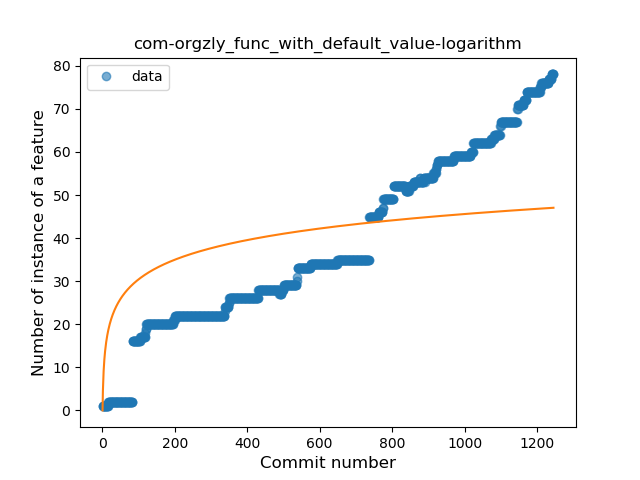 com-orgzly_func_with_default_value-logarithm
data
Number of instance of a feature
80
70
60
50
40
30
20
10
0
0 200 400 600 800 1000 1200
Commit number